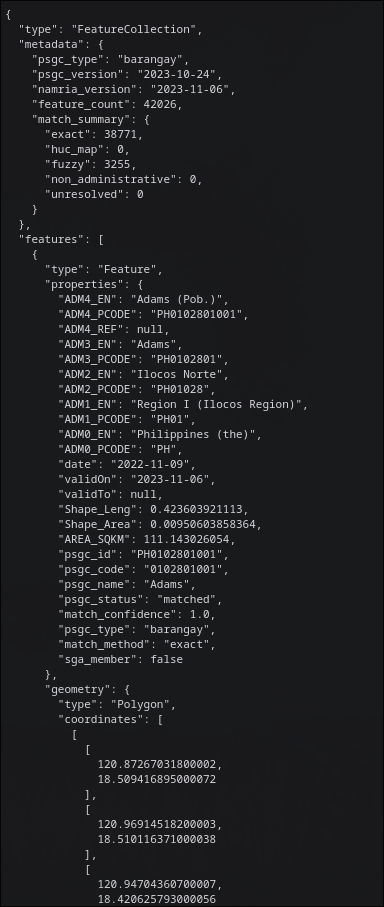 {
"type": "FeatureCollection",
"metadata": {
"psgc_type": "barangay",
"psgc_version": "2023-10-24",
"namria_version": "2023-11-06",
"feature_count": 42026,
"match_summary": {
"exact": 38771,
"huc_map": 0,
"fuzzy": 3255,
"non_administrative": 0,
"unresolved": 0
}
},
"features": [
{
"type": "Feature",
"properties": {
"ADM4_EN": "Adams (Pob.)",
"ADM4_PCODE": "PH0102801001",
"ADM4_REF": null,
"ADM3_EN": "Adams",
"ADM3_PCODE": "PH0102801",
"ADM2_EN": "Ilocos Norte",
"ADM2_PCODE": "PH01028",
"ADM1_EN": "Region I (Ilocos Region)",
"ADM1_PCODE": "PH01",
"ADM0_EN": "Philippines (the)",
"ADM0_PCODE": "PH",
"date": "2022-11-09",
"validOn": "2023-11-06",
"validTo": null,
"Shape_Leng": 0.423603921113,
"Shape_Area": 0.00950603858364,
"AREA_SQKM": 111.143026054,
"psgc_id": "PH0102801001",
"psgc_code": "0102801001",
"psgc_name": "Adams",
"psgc_status": "matched",
"match_confidence": 1.0,
"psgc_type": "barangay",
"match_method": "exact",
"sga_member": false
},
"geometry": {
"type": "Polygon",
"coordinates": [
[
[
120.87267031800002,
18.509416895000072
],
[
120.96914518200003,
18.510116371000038
],
[
120.94704360700007,
18.420625793000056